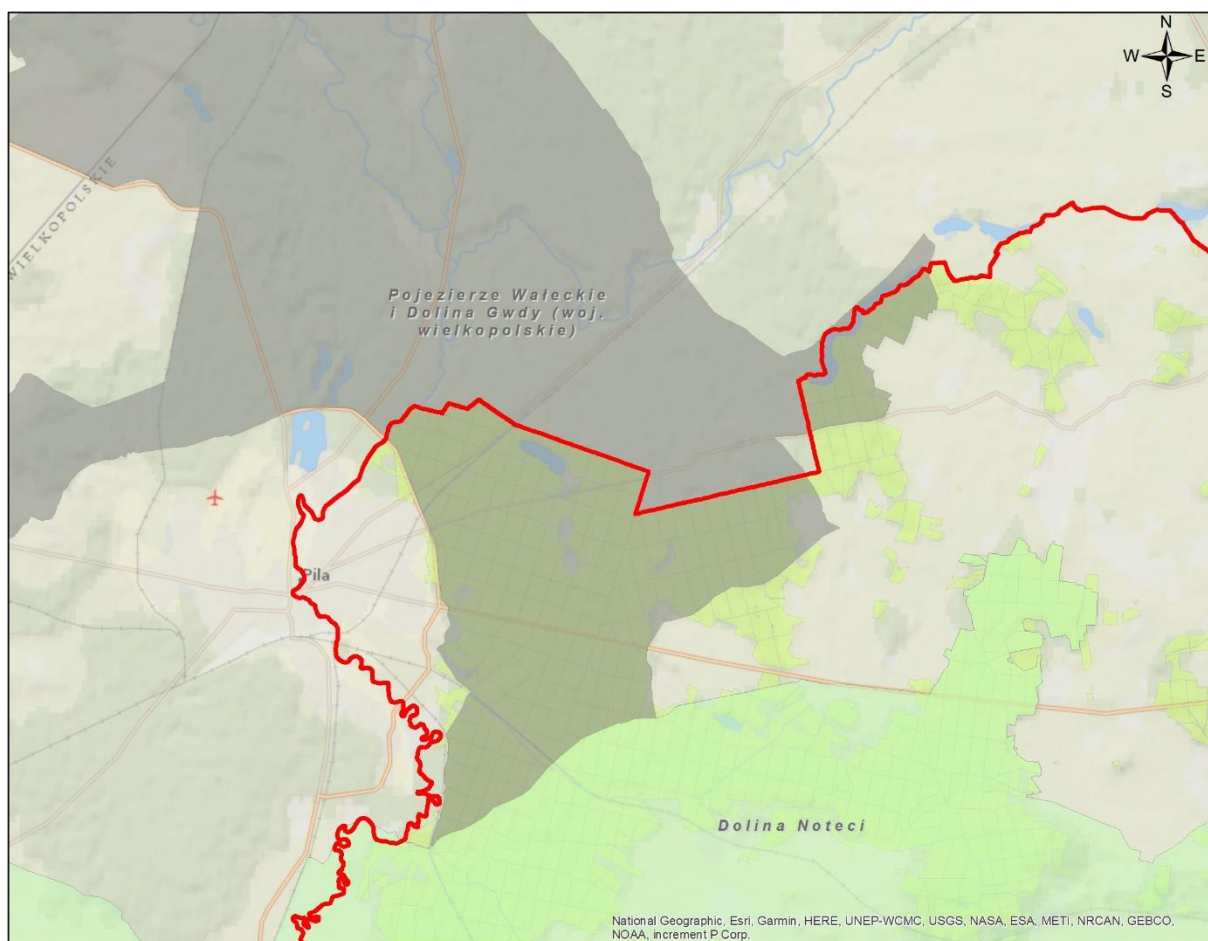 N
W E
S
WIELKOPOLSKIE
Pojezierze Wałeckie
i Dolina Gwdy (woj.
wielkopolskie)
Piła
Dolina Noteci
National Geographic, Esri, Garmin, HERE, UNEP-WCMC, USGS, NASA, ESA, METI, NRCAN, GEBCO,
NOAA, increment P Corp.